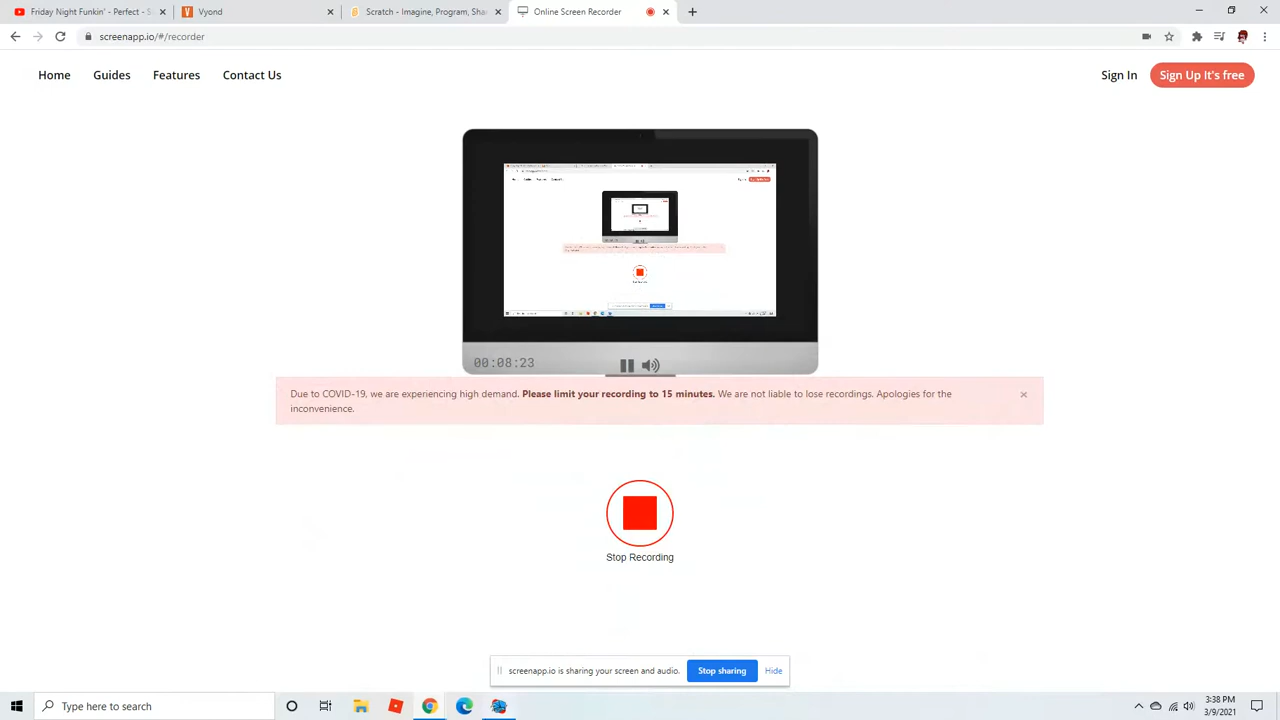 Friday Night Funkin' - Perfect - S
Vyond
Scratch - Imagine, Program, Shar
Online Screen Recorder
screenapp.io/#/recorder
Home
Guides
Features
Contact Us
Sign In
Sign Up It's free
00:08:23
Due to COVID-19, we are experiencing high demand. Please limit your recording to 15 minutes. We are not liable to lose recordings. Apologies for the
inconvenience.
Stop Recording
screenapp.io is sharing your screen and audio.
Stop sharing
Hide
Type here to search
3:38 PM
3/9/2021